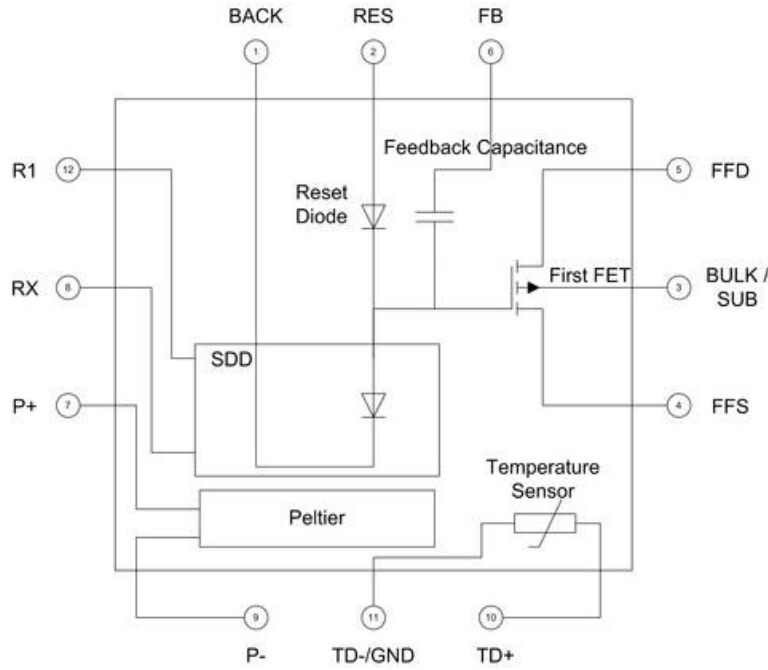 BACK RES FB
1 2 6
R1 12
Feedback Capacitance
5 FFD
Reset
Diode
RX 8
First FET
3 BULK /
SUB
SDD
P+ 7
4 FFS
Temperature
Sensor
Peltier
9 11 10
P- TD-/GND TD+